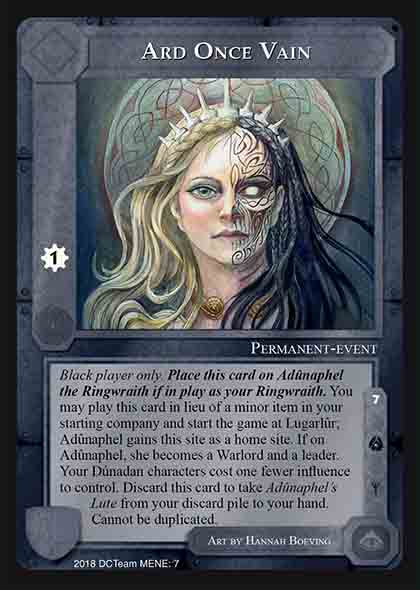 ARD ONCE VAIN
1
PERMANENT-EVENT
Black player only. Place this card on Adûnaphel
the Ringwraith if in play as your Ringwraith. You
may play this card in lieu of a minor item in your
starting company and start the game at Lugarlûr;
Adûnaphel gains this site as a home site. If on
Adûnaphel, she becomes a Warlord and a leader.
Your Dúnadan characters cost one fewer influence
to control. Discard this card to take Adûnaphel's
Lute from your discard pile to your hand.
Cannot be duplicated.
7
ART BY HANNAH BOEVING
2018 DCTeam MENE: 7